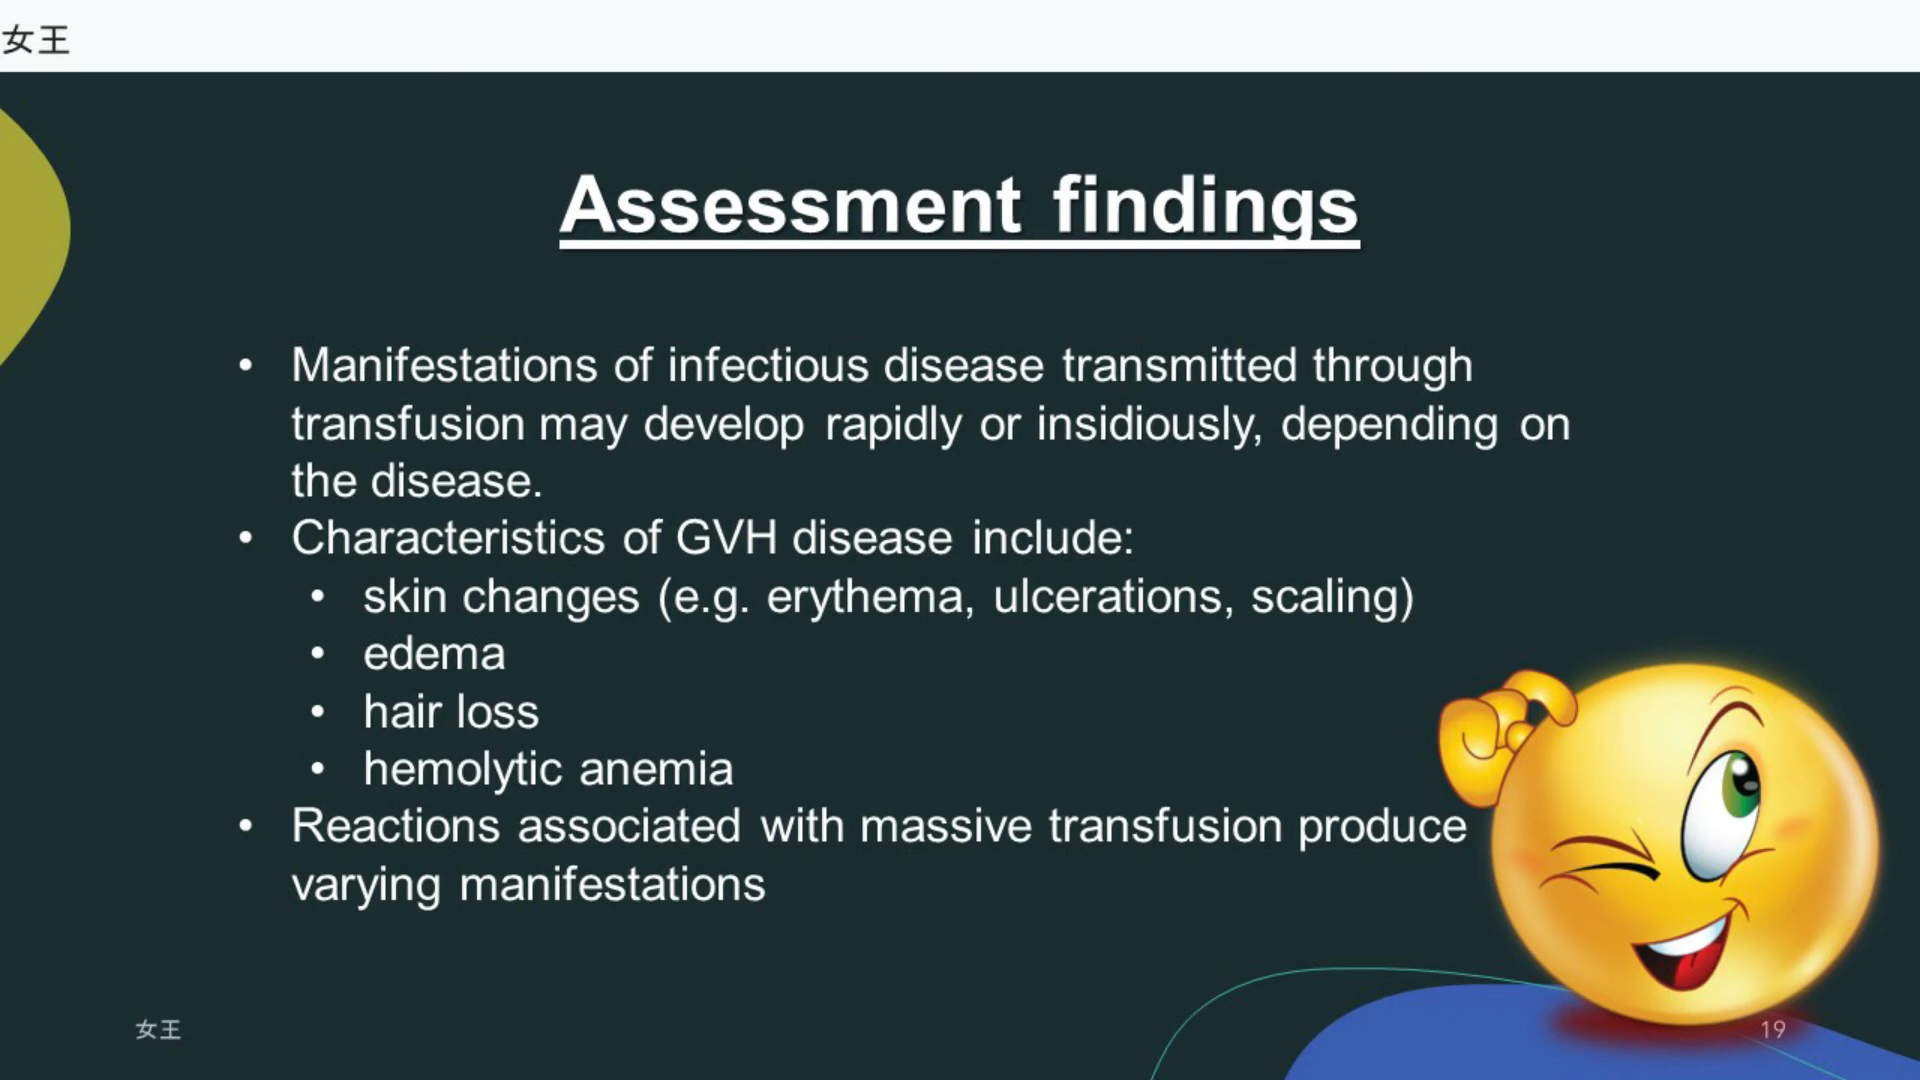 女王
Assessment findings
• Manifestations of infectious disease transmitted through
transfusion may develop rapidly or insidiously, depending on
the disease.
• Characteristics of GVH disease include:
• skin changes (e.g. erythema, ulcerations, scaling)
• edema
• hair loss
• hemolytic anemia
• Reactions associated with massive transfusion produce
varying manifestations
女王
19